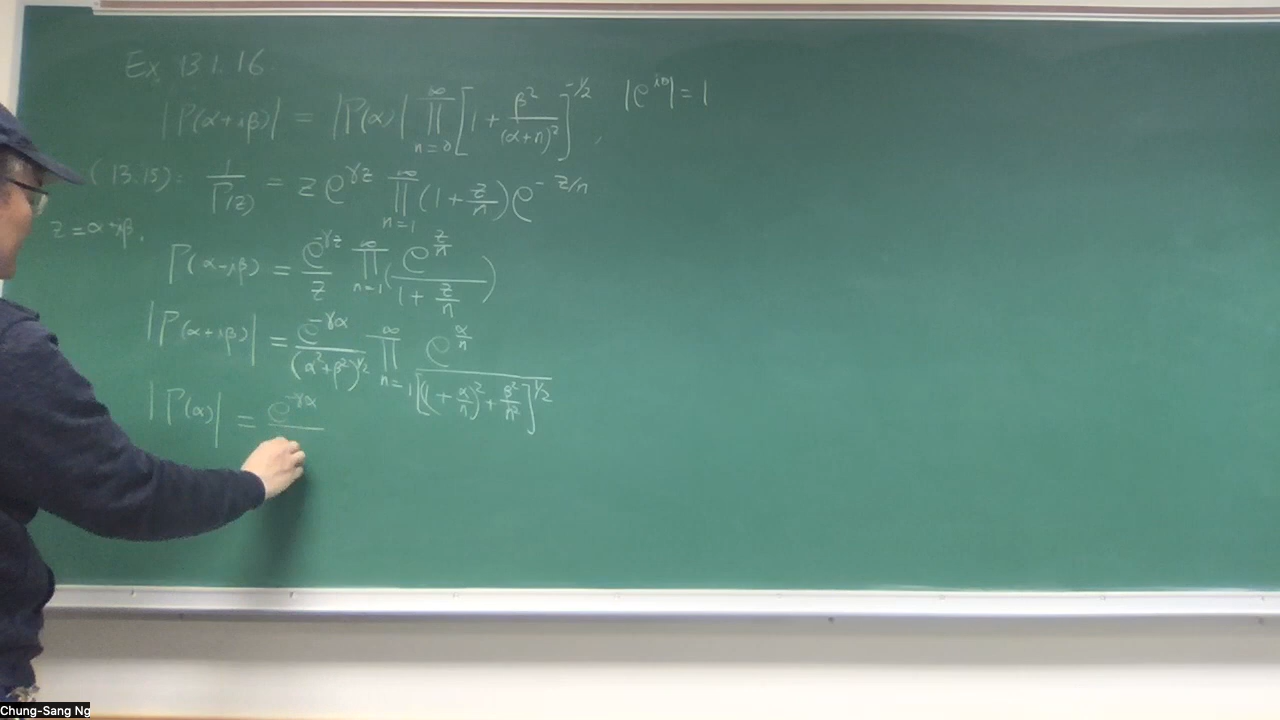 Ex 13.1.16
|Γ(α+iβ)| = |Γ(α)| ∏_{n=0}^{∞} [1 + β²/(α+n)²]^{-1/2}, |e^{iθ}| = 1
(13.15): 1/Γ(z) = z e^{γz} ∏_{n=1}^{∞} (1 + z/n) e^{-z/n}
z = α+iβ.
Γ(α+iβ) = e^{-γz}/z ∏_{n=1}^{∞} (e^{z/n}/(1 + z/n))
|Γ(α+iβ)| = e^{-γα}/(α²+β²)^{1/2} ∏_{n=1}^{∞} e^{α/n}/[(1 + α/n)² + β²/n²]^{1/2}
|Γ(α)| = e^{-γα}
Chung-Sang Ng